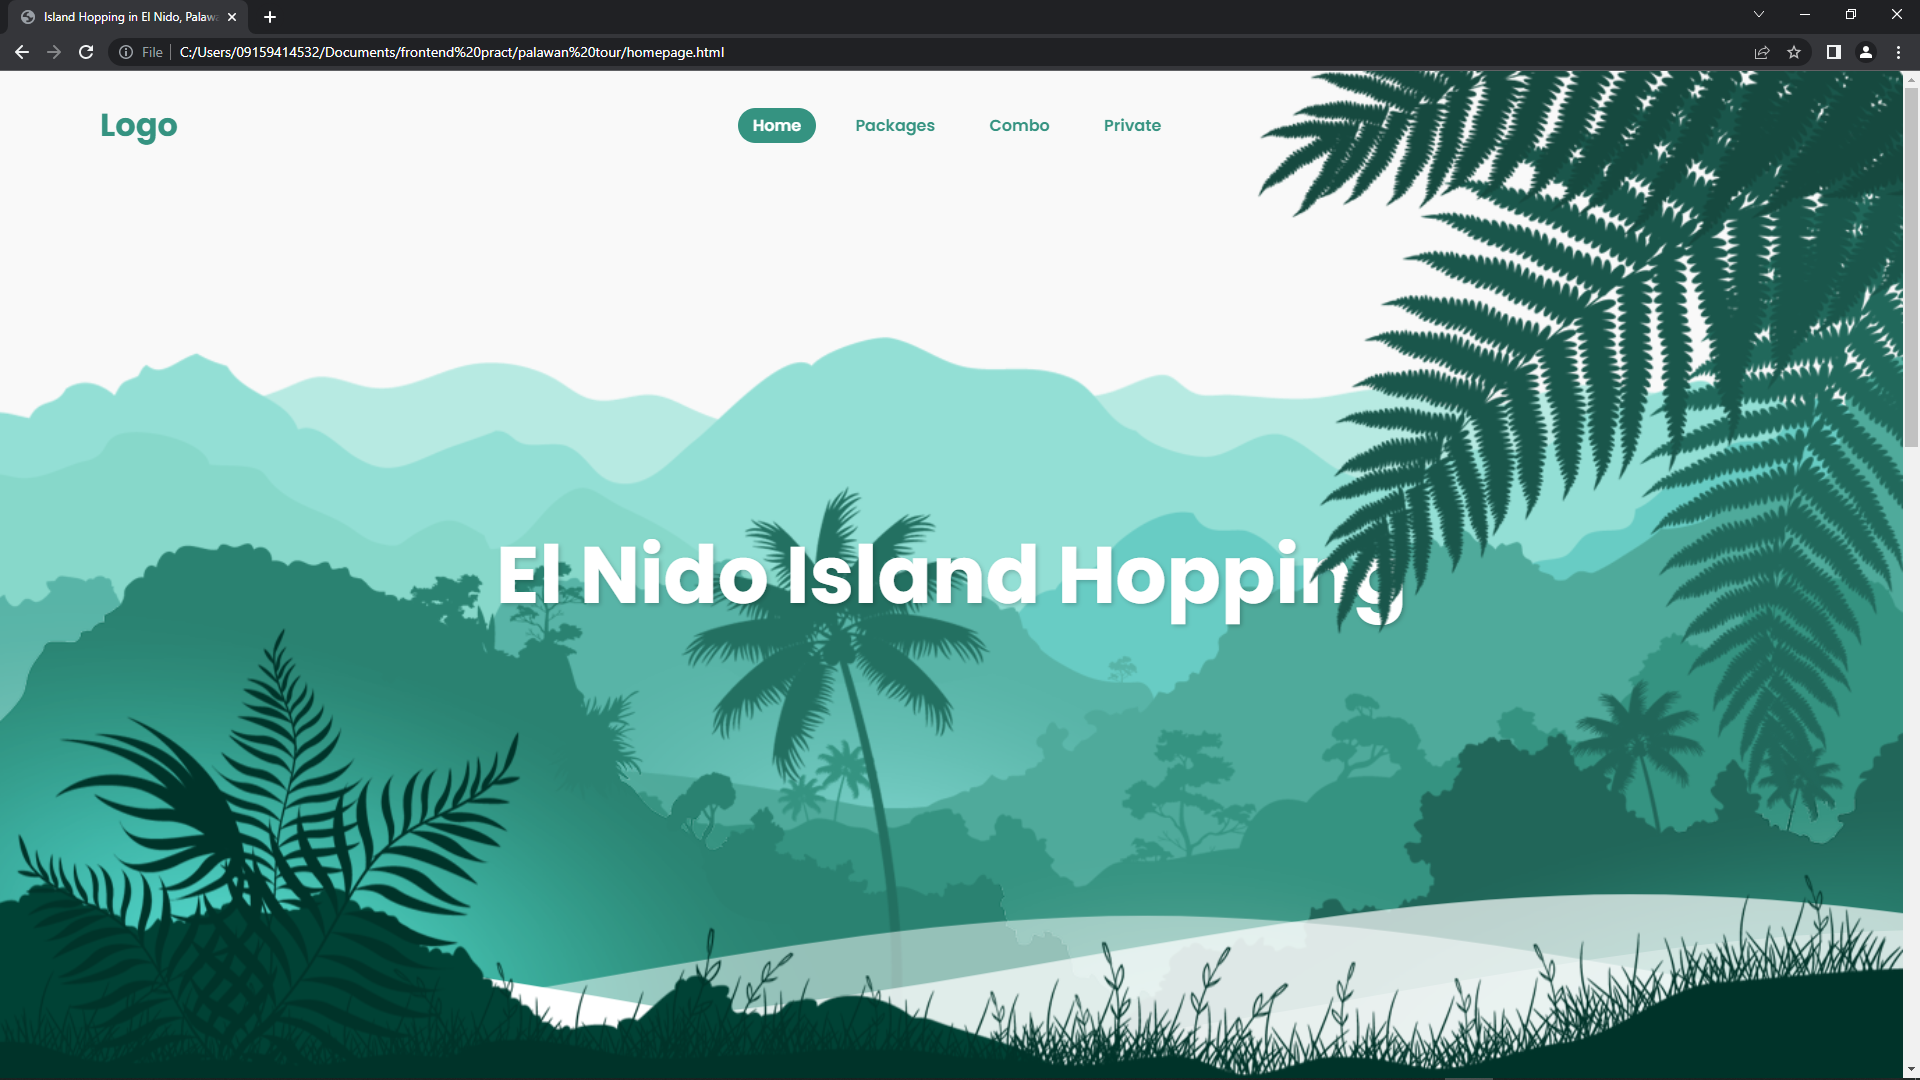 Island Hopping in El Nido, Palaw
File
C:/Users/09159414532/Documents/frontend%20pract/palawan%20tour/homepage.html
Logo
Home Packages Combo Private
El Nido Island Hopping